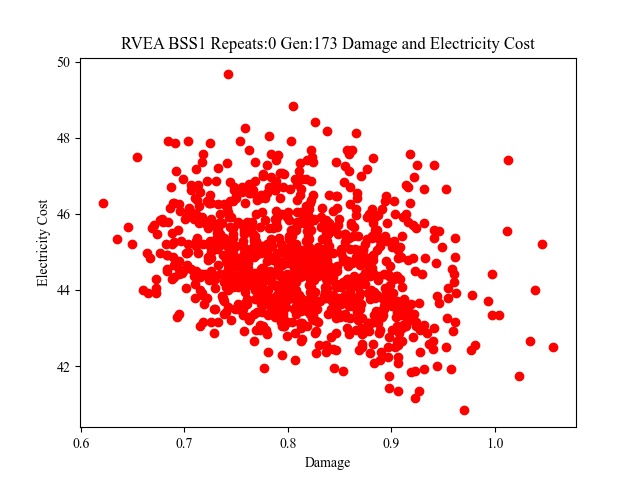 RVEA BSS1 Repeats:0 Gen:173 Damage and Electricity Cost
50
48
46
44
42
Electricity Cost
0.6 0.7 0.8 0.9 1.0
Damage